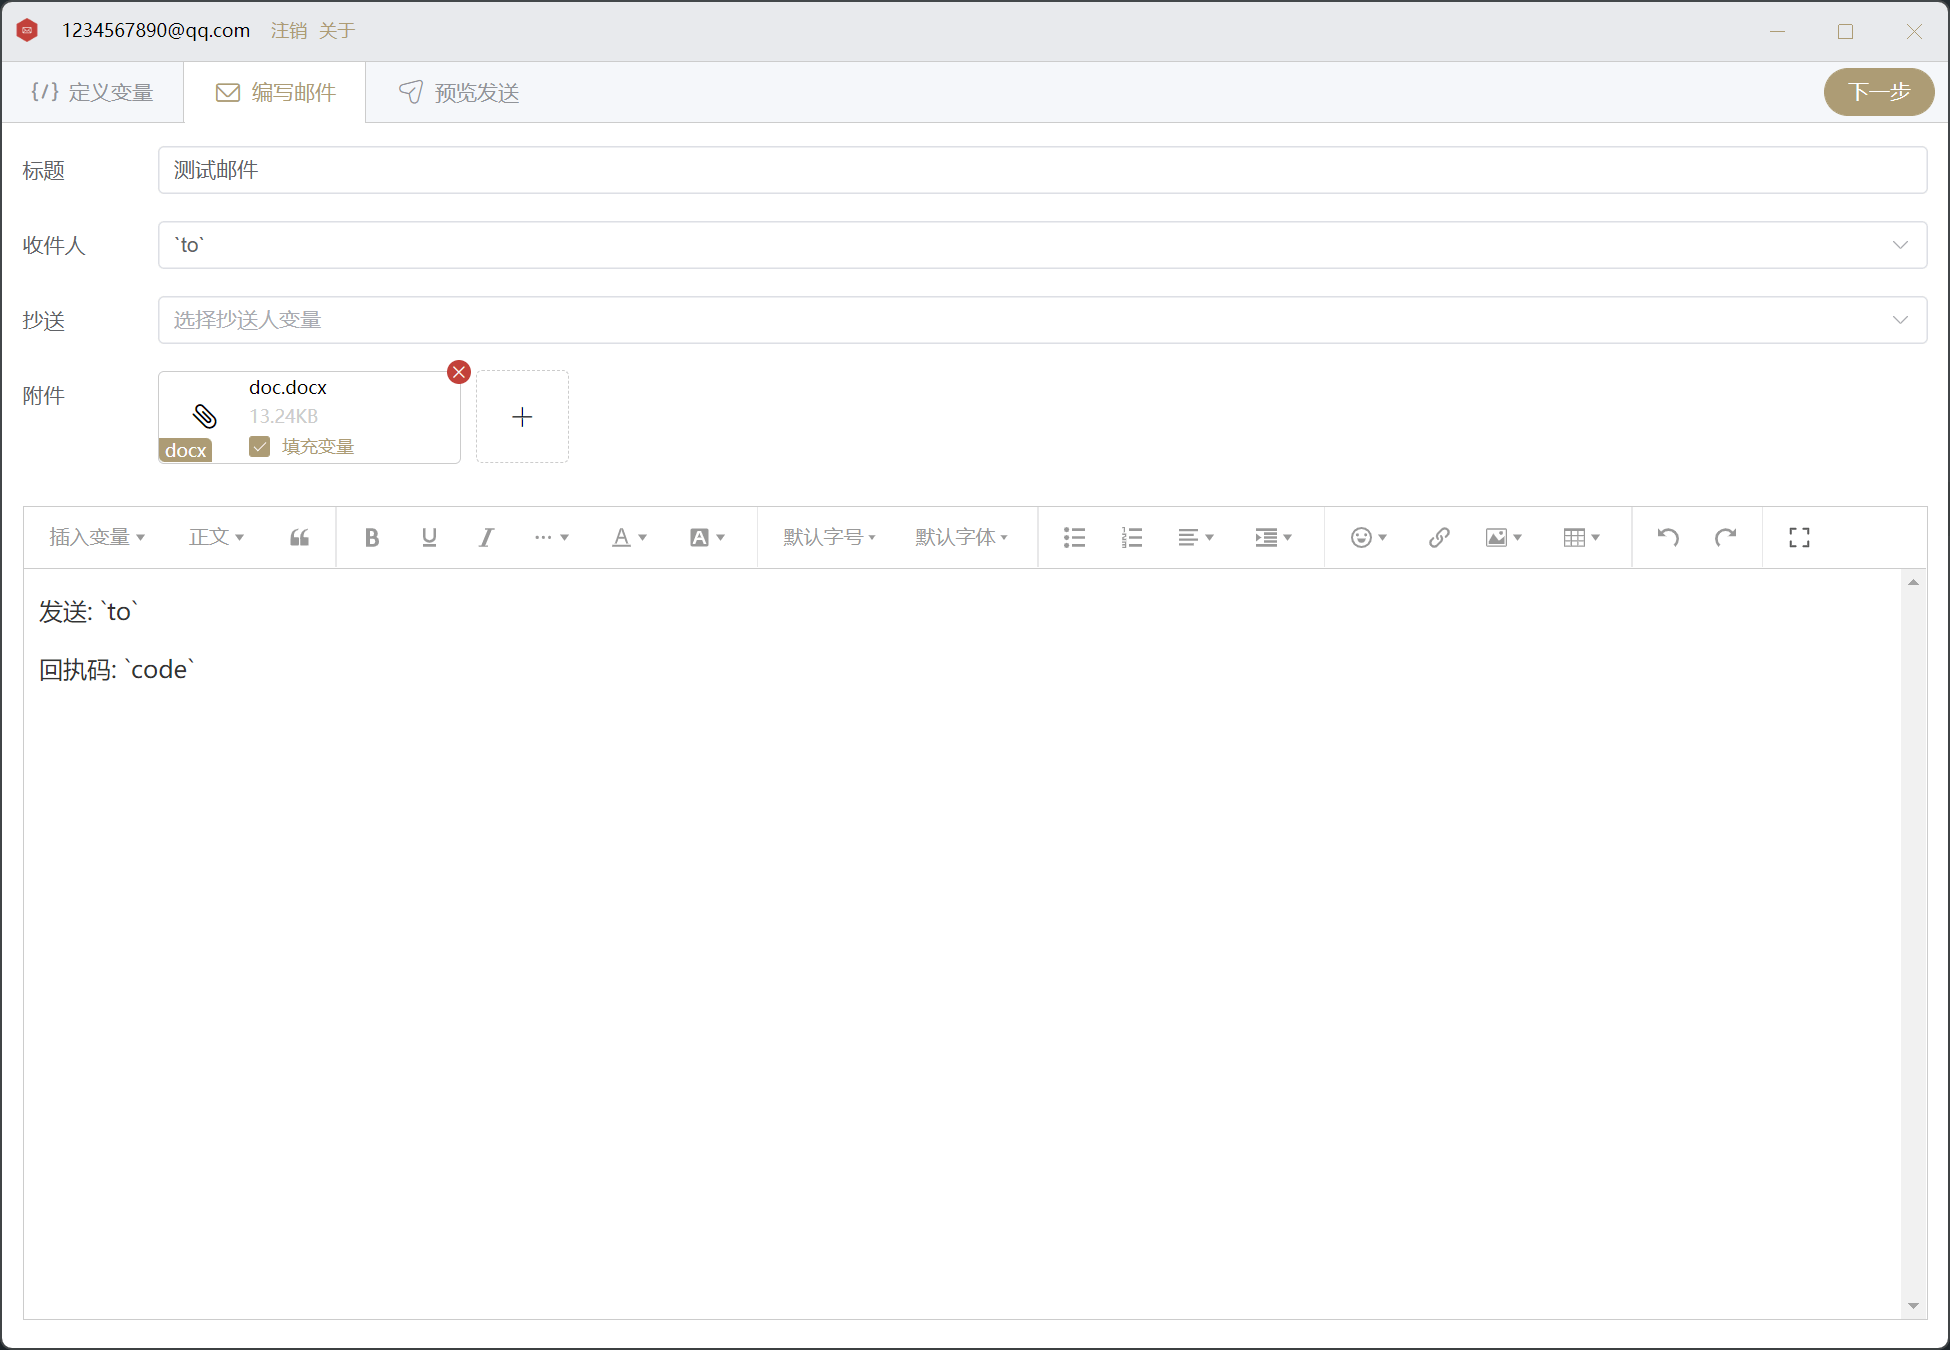 1234567890@qq.com 注销 关于
{/} 定义变量 编写邮件 预览发送 下一步
标题 测试邮件
收件人 `to`
抄送 选择抄送人变量
附件
doc.docx
13.24KB
docx 填充变量
插入变量 正文 B U I A A 默认字号 默认字体
发送: `to`
回执码: `code`